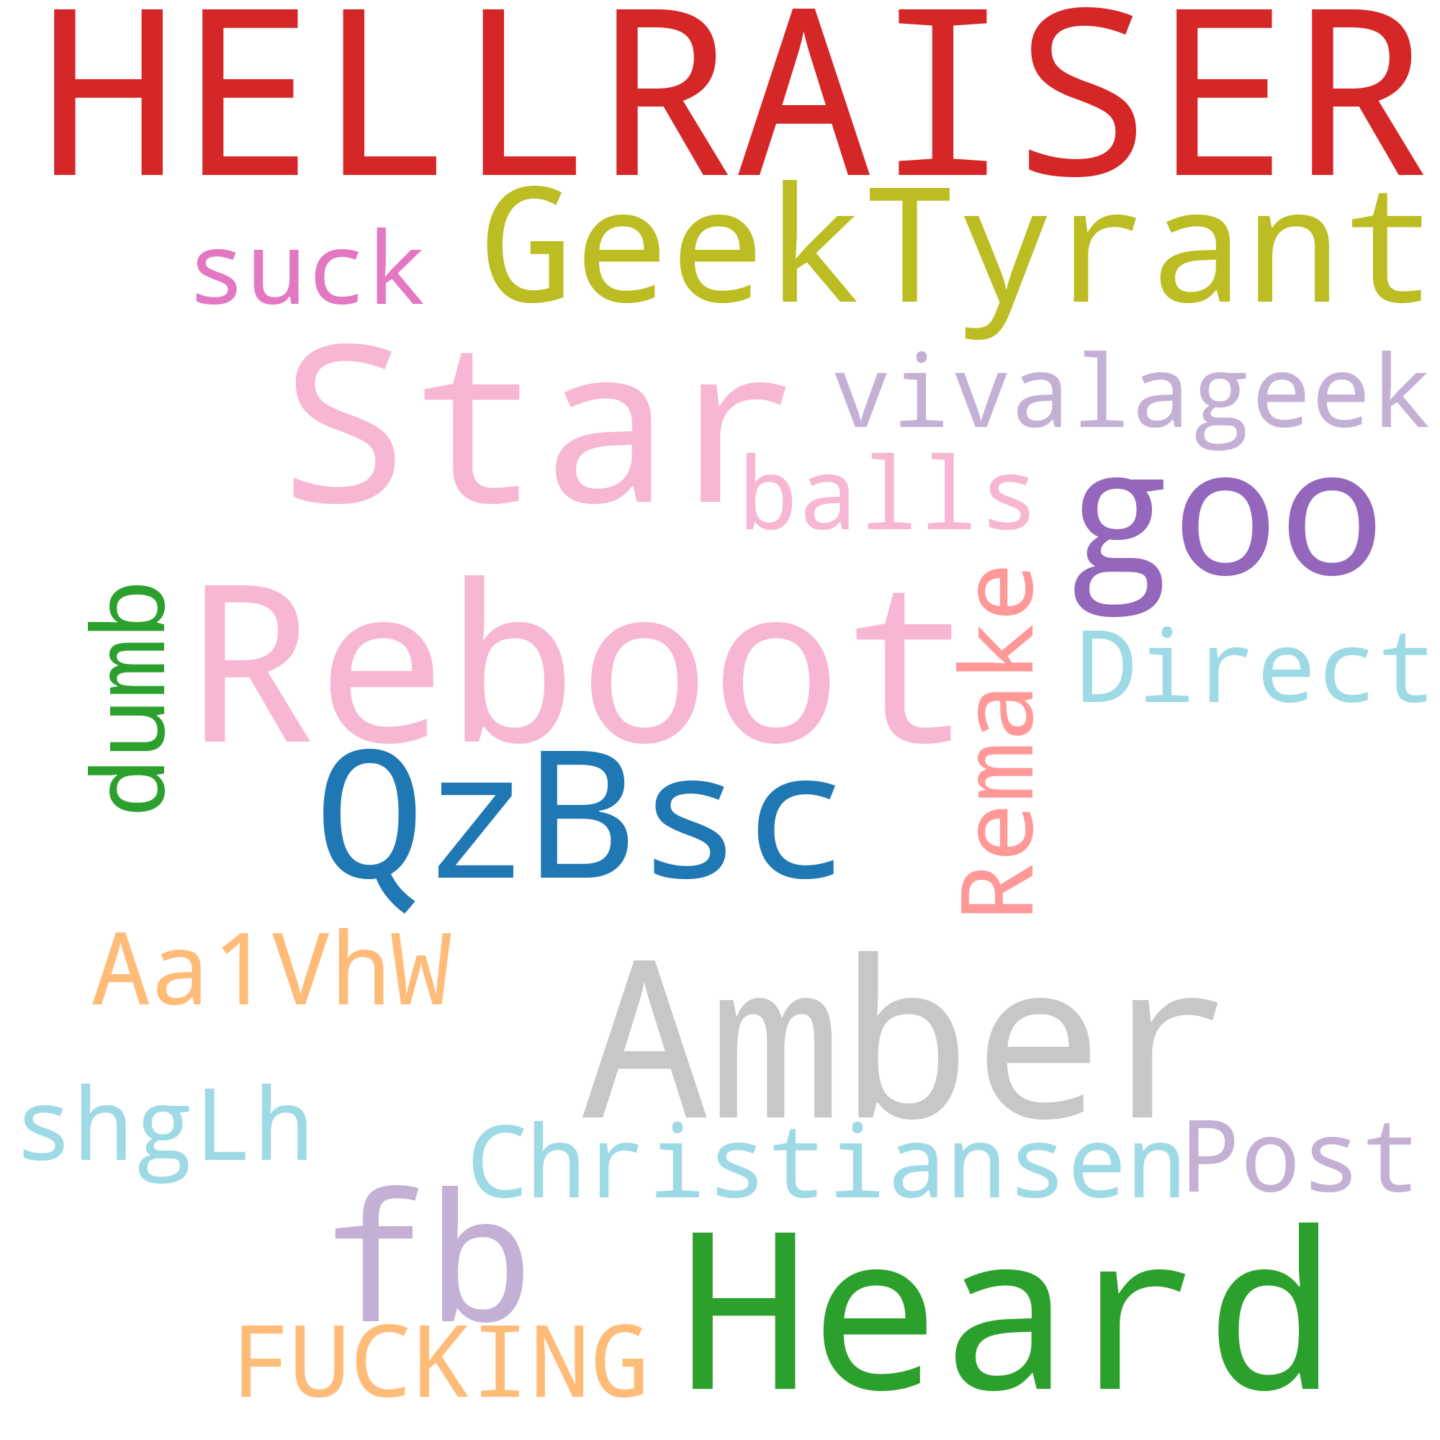 HELLRAISER
suck GeekTyrant
Star vivalageek
balls goo
dumb Reboot Remake Direct
QzBsc
Aa1VhW Amber
shgLh Christiansen Post
fb Heard
FUCKING